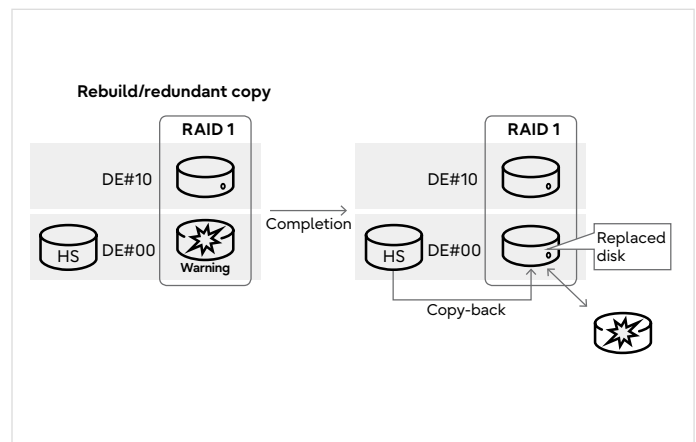 Rebuild/redundant copy
RAID 1
DE#10
HS
DE#00
Warning
Completion
RAID 1
DE#10
HS
DE#00
Replaced
disk
Copy-back